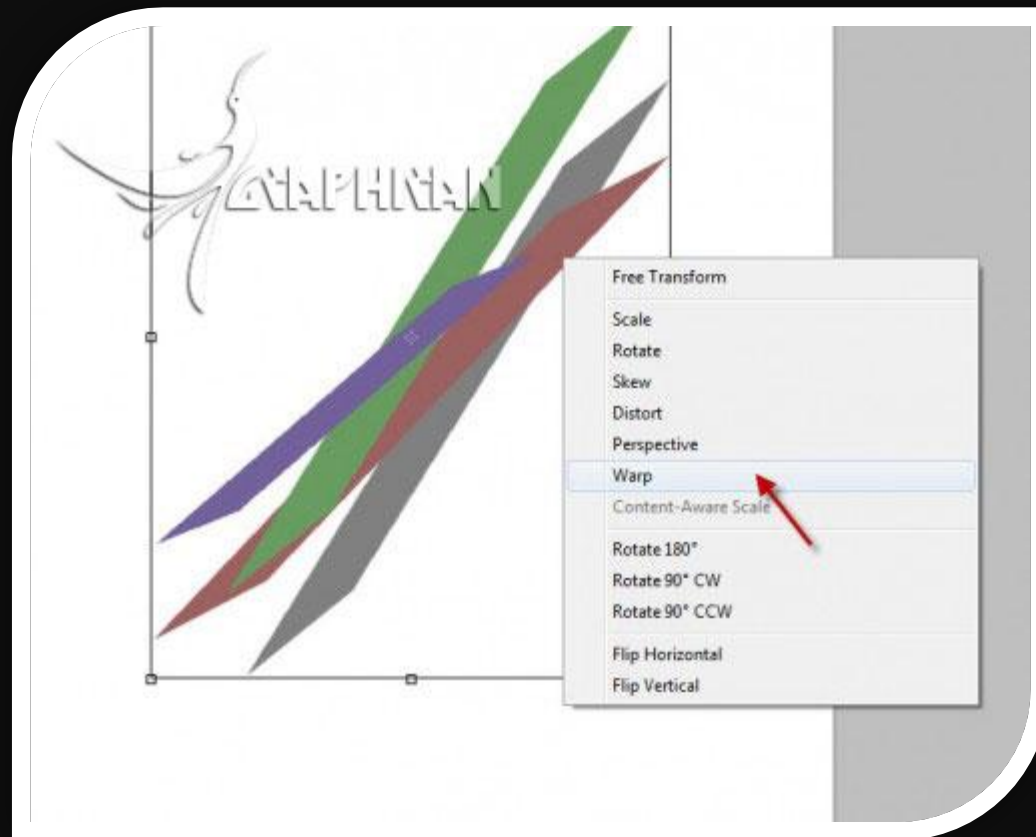 GRAPHICAN
Free Transform
Scale
Rotate
Skew
Distort
Perspective
Warp
Content-Aware Scale
Rotate 180°
Rotate 90° CW
Rotate 90° CCW
Flip Horizontal
Flip Vertical